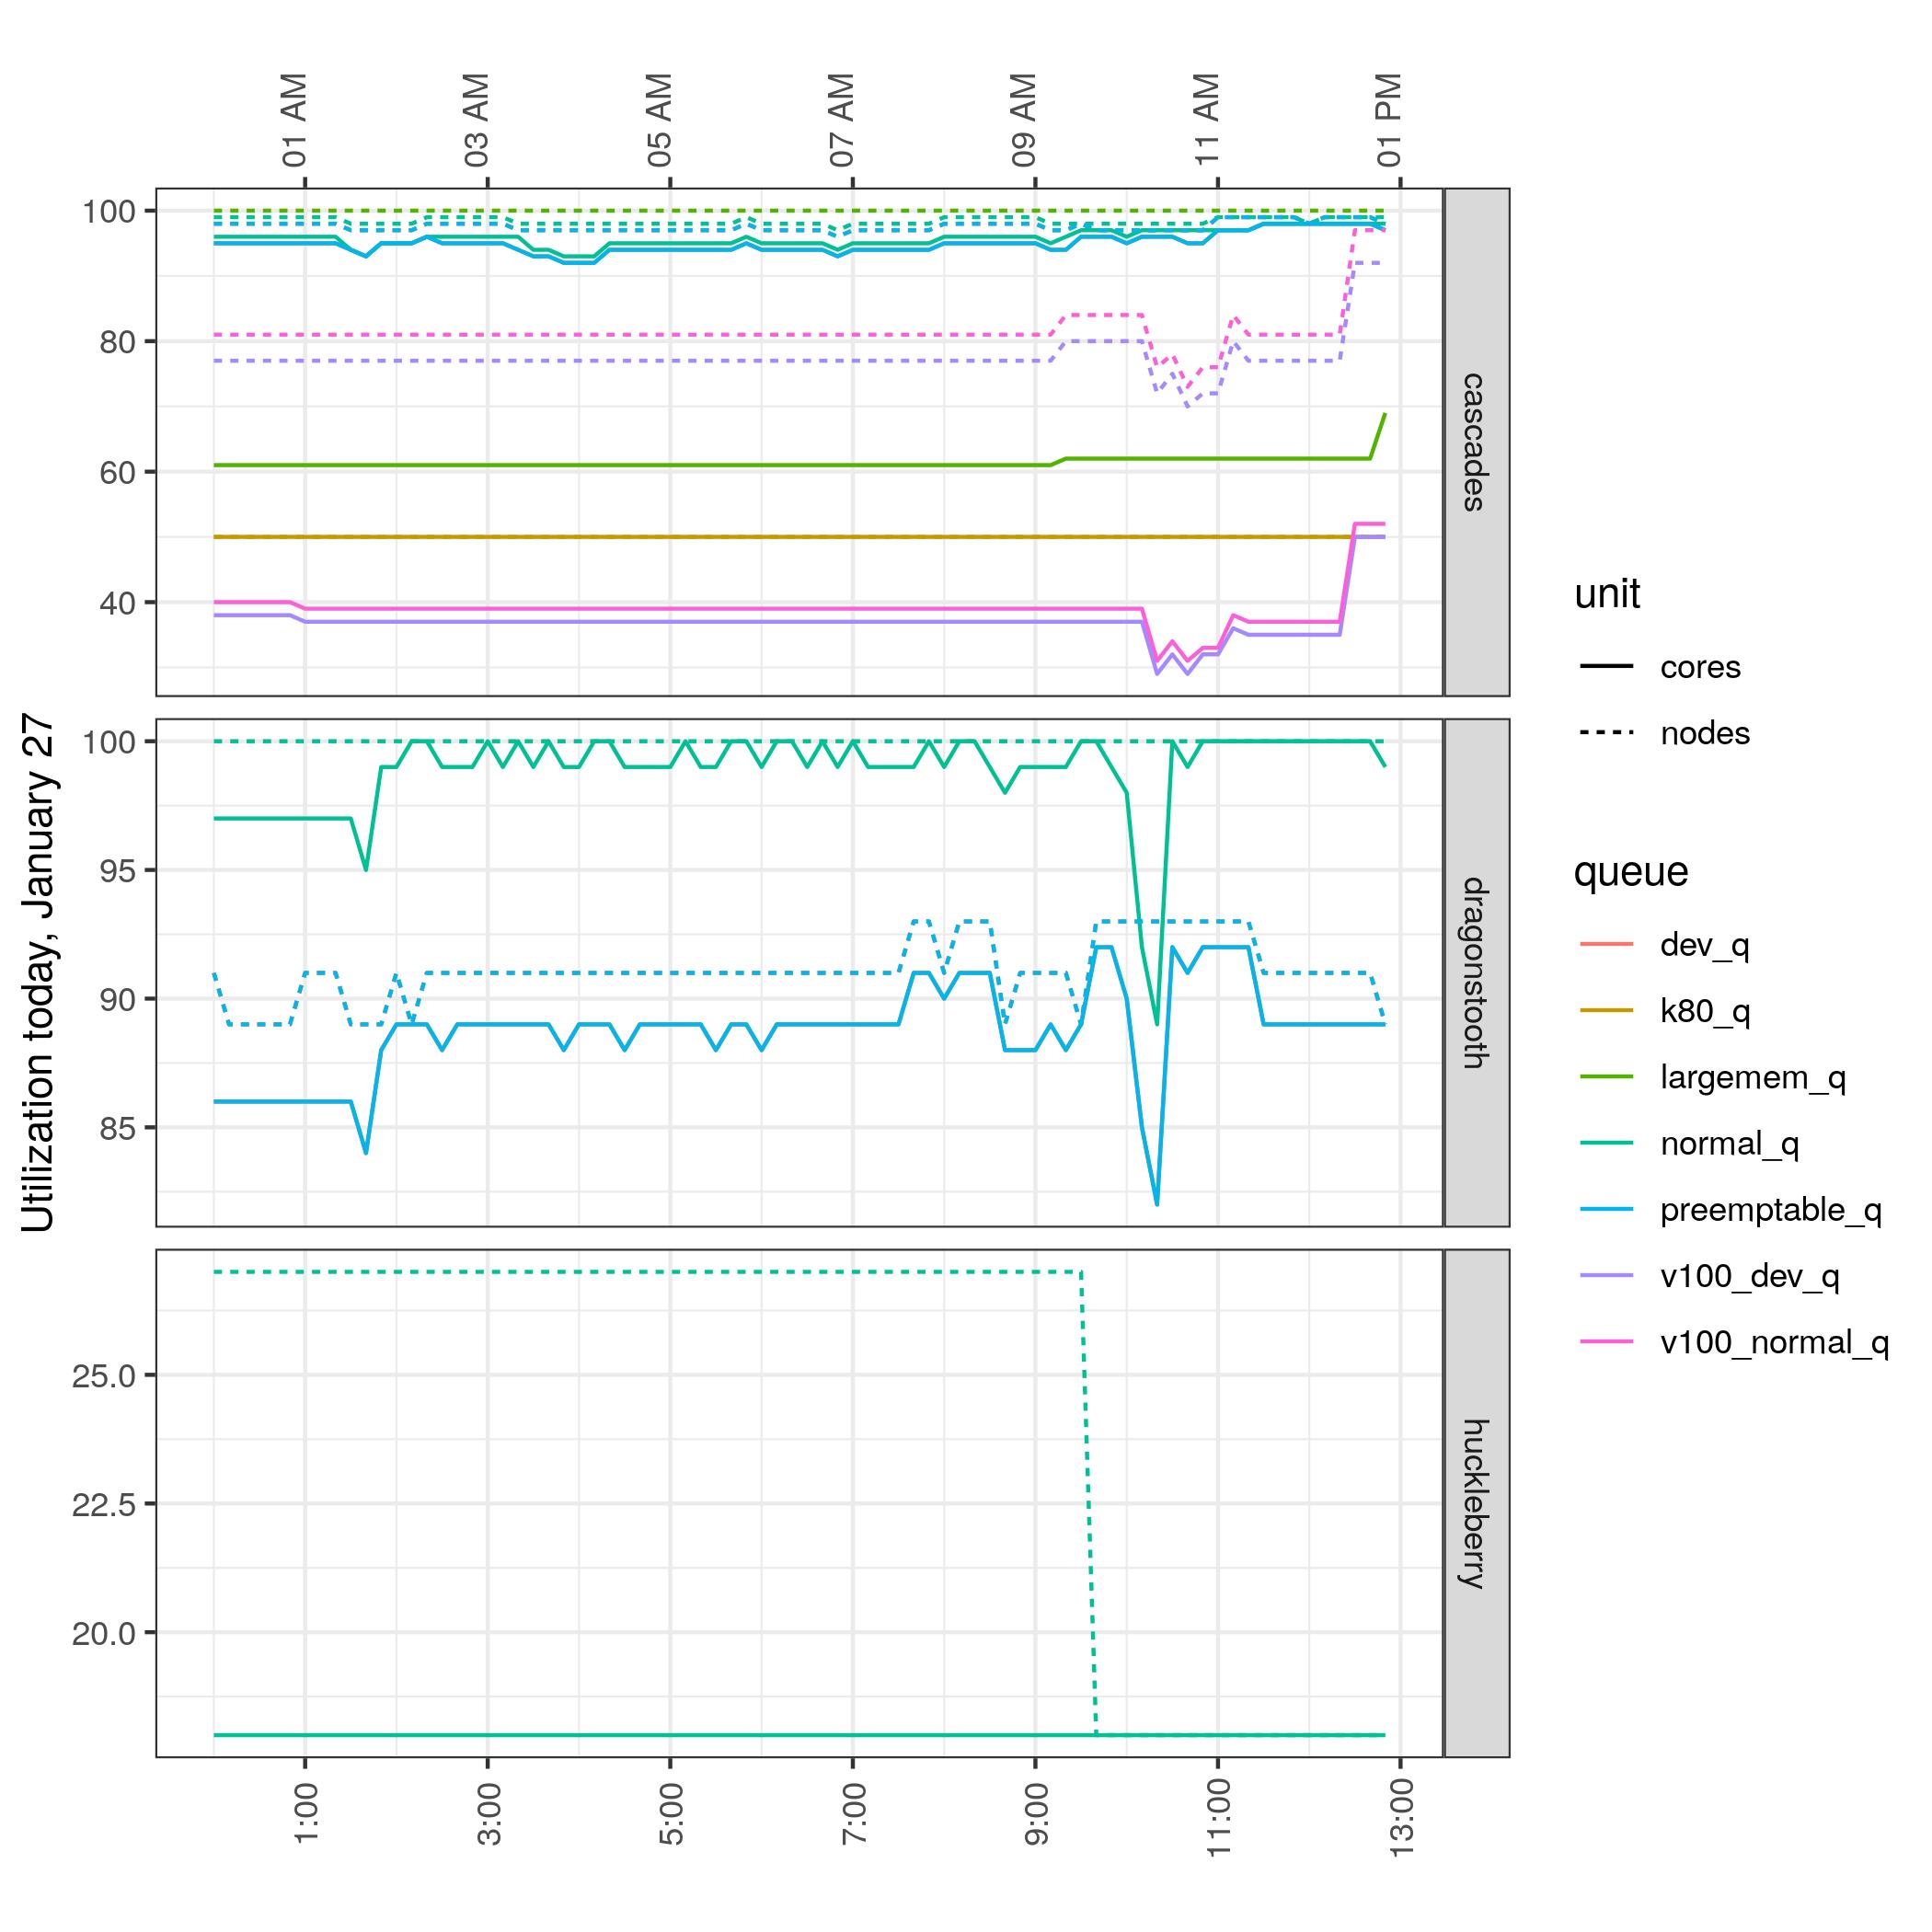 01 AM
03 AM
05 AM
07 AM
09 AM
11 AM
01 PM
Utilization today, January 27
100
80
60
40
cascades
100
95
90
85
dragonstooth
25.0
22.5
20.0
huckleberry
1:00
3:00
5:00
7:00
9:00
11:00
13:00
unit
cores
nodes
queue
dev_q
k80_q
largemem_q
normal_q
preemptable_q
v100_dev_q
v100_normal_q